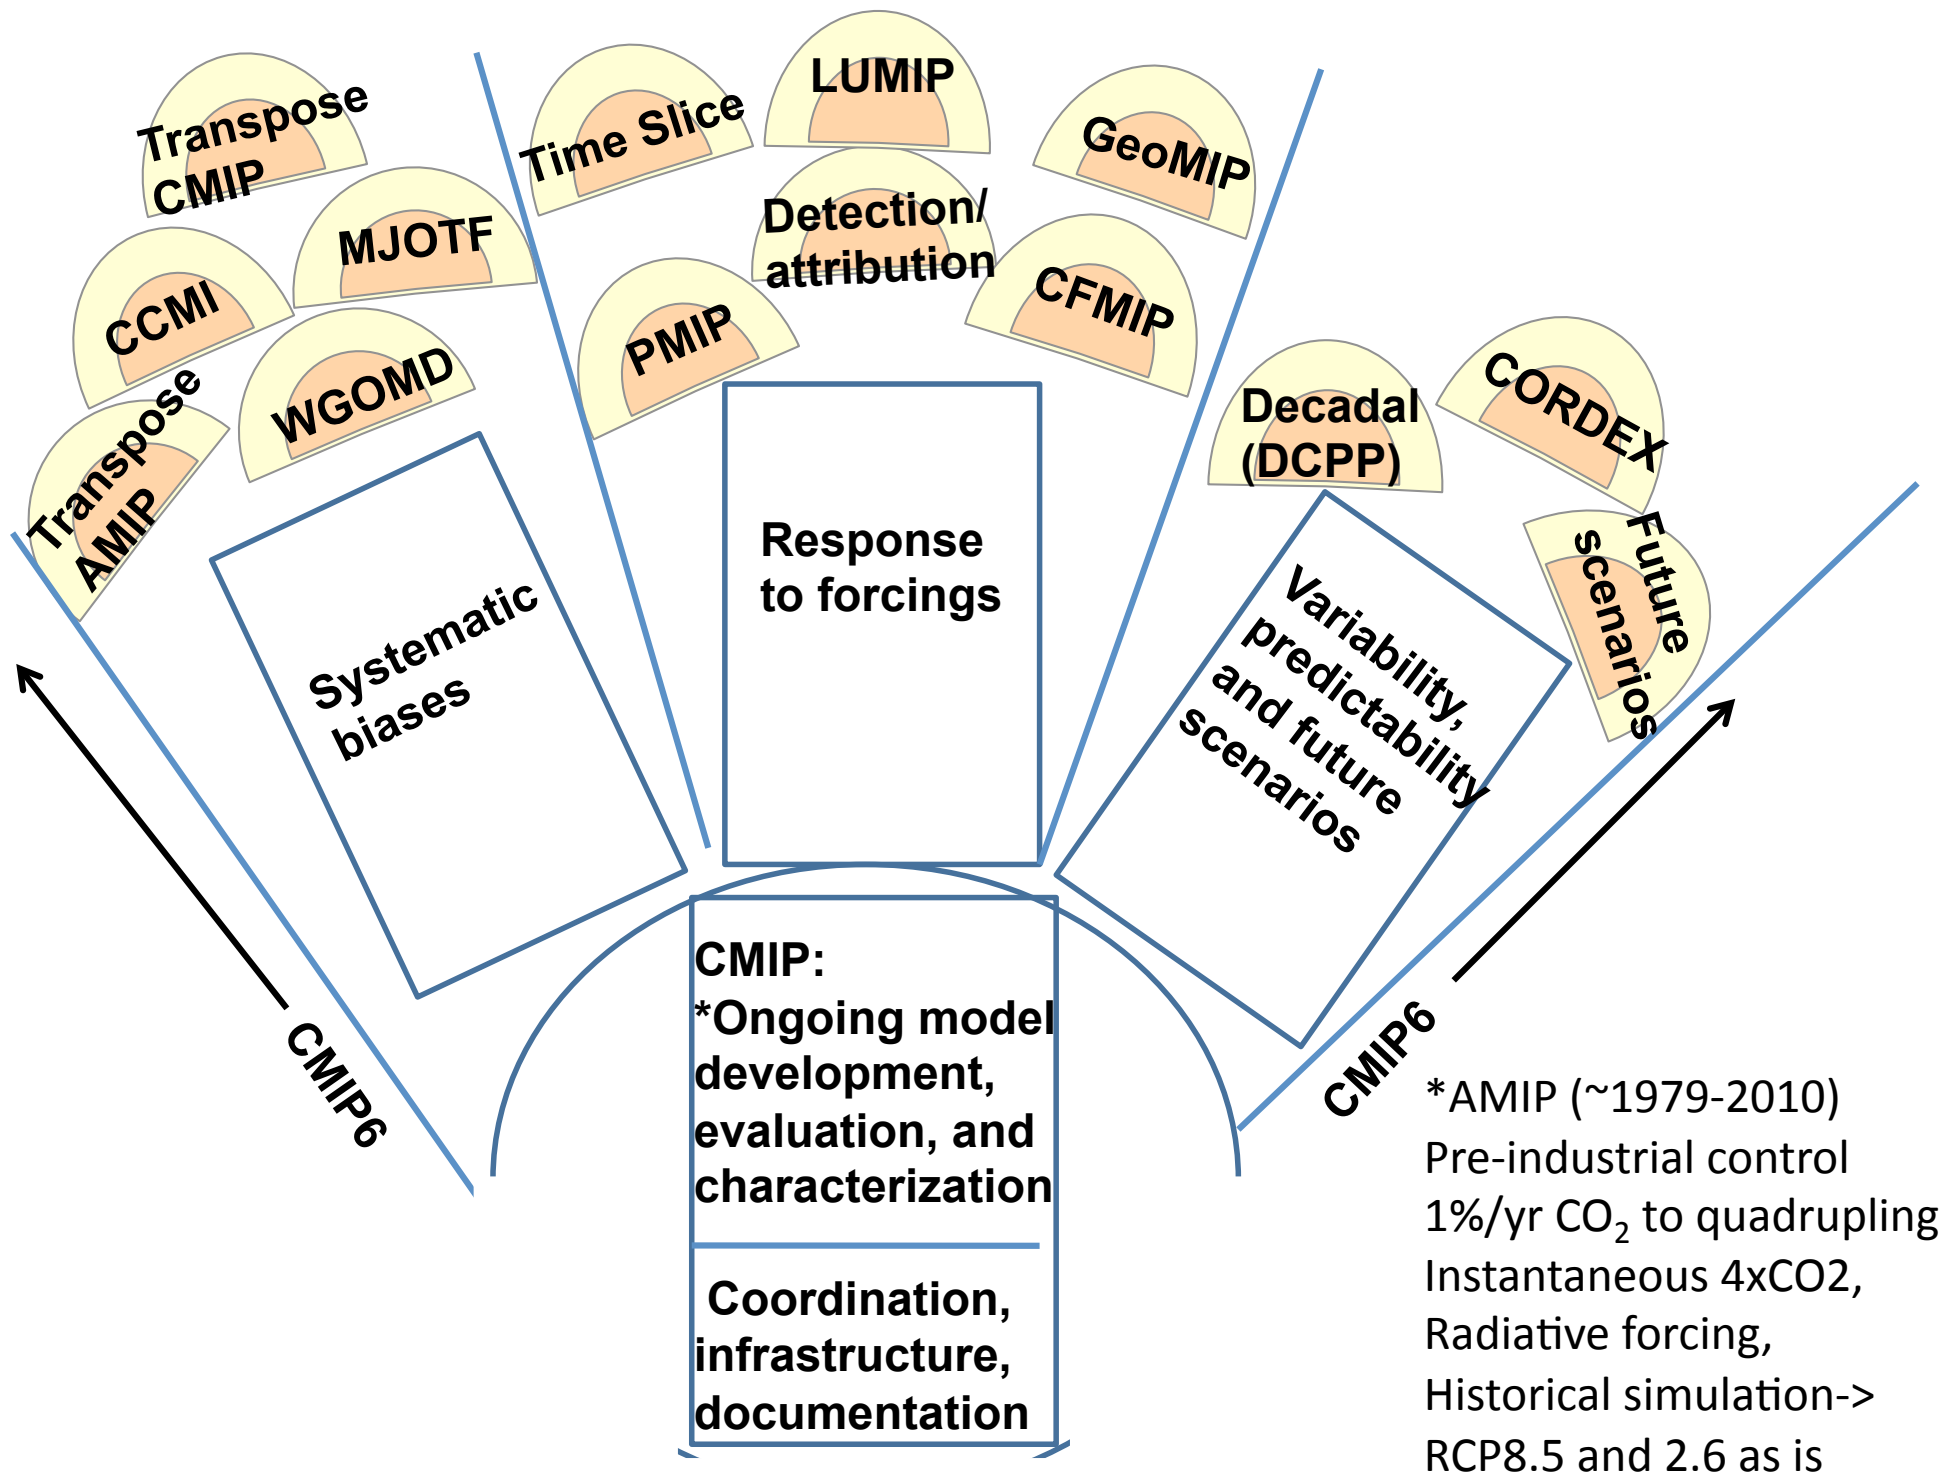 Transpose
CMIP
MJOTF
CCMI
WGOMD
Transpose
AMIP
Time Slice
LUMIP
GeoMIP
Detection/
attribution
PMIP
CFMIP
Decadal
(DCPP)
CORDEX
Future
scenarios
Systematic
biases
Response
to forcings
Variability,
predictability
and future
scenarios
CMIP6
CMIP6
CMIP:
*Ongoing model
development,
evaluation, and
characterization
Coordination,
infrastructure,
documentation
*AMIP (~1979-2010)
Pre-industrial control
1%/yr CO₂ to quadrupling
Instantaneous 4xCO2,
Radiative forcing,
Historical simulation->
RCP8.5 and 2.6 as is